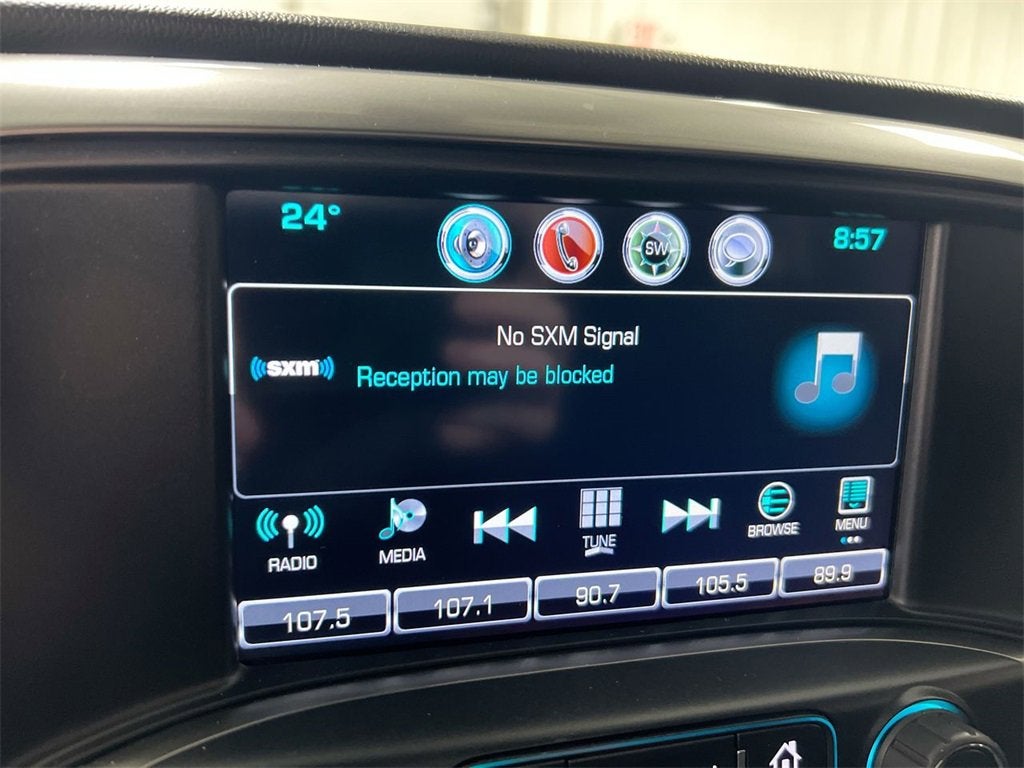 24° SW 8:57
No SXM Signal
((sxm))
Reception may be blocked
RADIO MEDIA TUNE BROWSE MENU
107.5 107.1 90.7 105.5 89.9